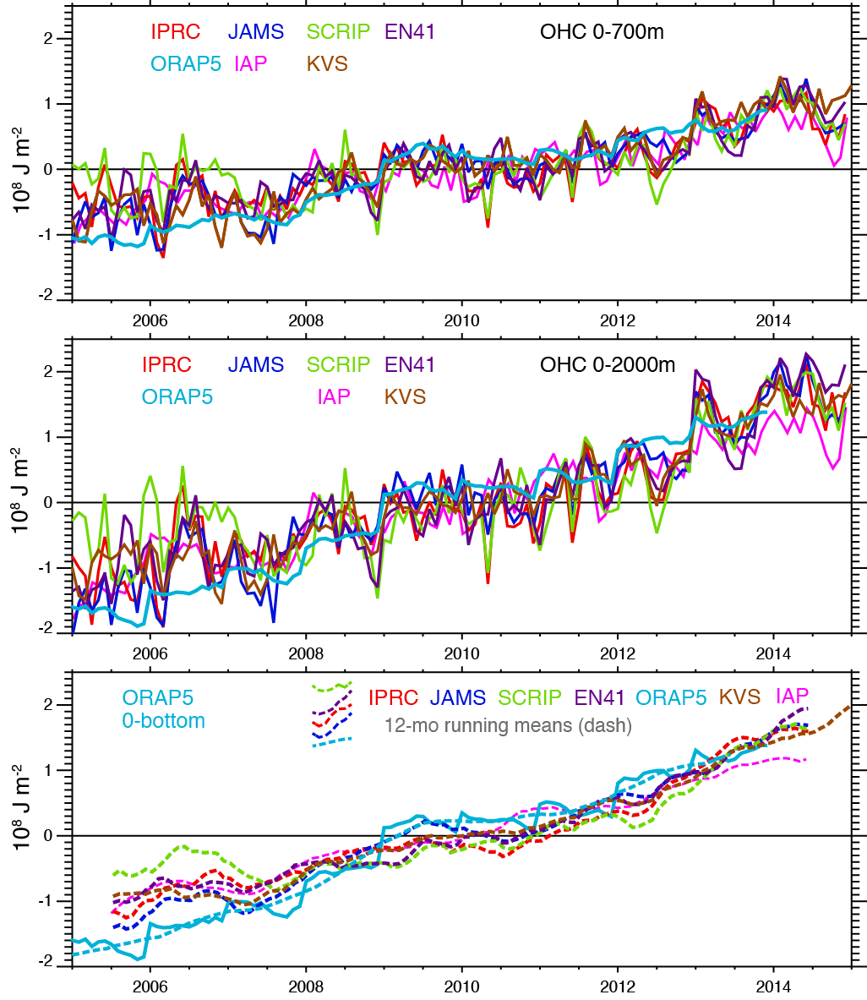 IPRC JAMS SCRIP EN41 OHC 0-700m
ORAP5 IAP KVS
2
1
0
-1
-2
10⁸ J m⁻²
2006 2008 2010 2012 2014
IPRC JAMS SCRIP EN41 OHC 0-2000m
ORAP5 IAP KVS
2
1
0
-1
-2
10⁸ J m⁻²
2006 2008 2010 2012 2014
ORAP5 IPRC JAMS SCRIP EN41 ORAP5 KVS IAP
0-bottom 12-mo running means (dash)
2
1
0
-1
-2
10⁸ J m⁻²
2006 2008 2010 2012 2014